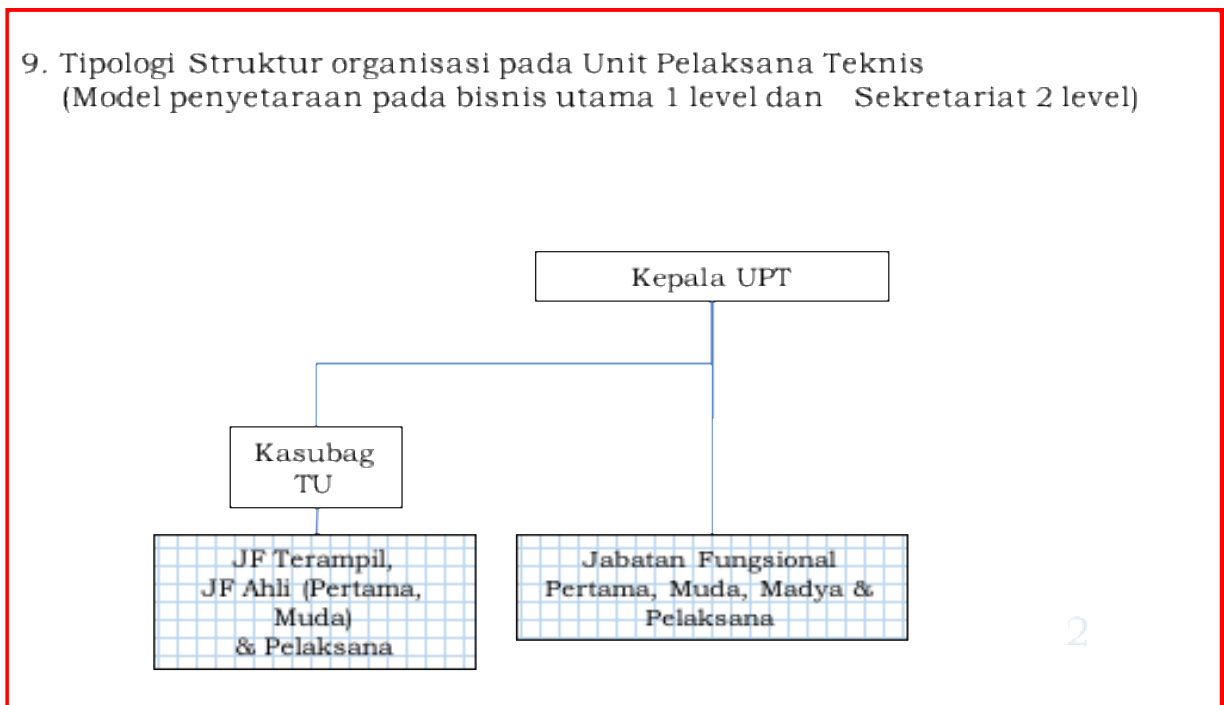 9. Tipologi Struktur organisasi pada Unit Pelaksana Teknis
(Model penyetaraan pada bisnis utama 1 level dan Sekretariat 2 level)
Kepala UPT
Kasubag
TU
JF Terampil,
JF Ahli (Pertama,
Muda)
& Pelaksana
Jabatan Fungsional
Pertama, Muda, Madya &
Pelaksana
2